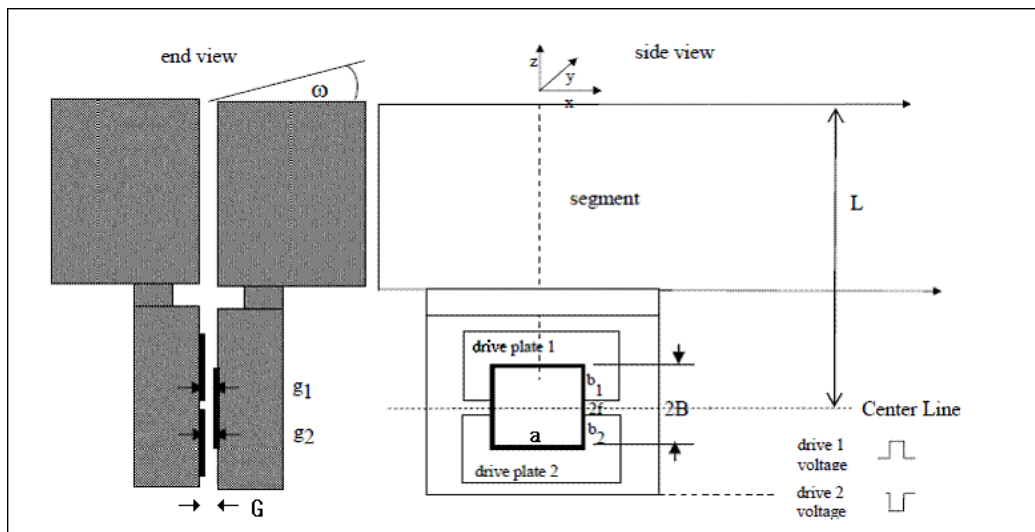 end view
side view
z
y
x
ω
segment
L
drive plate 1
b1
g1
2f
2B
Center Line
g2
a
b2
drive plate 2
drive 1
voltage
drive 2
voltage
G